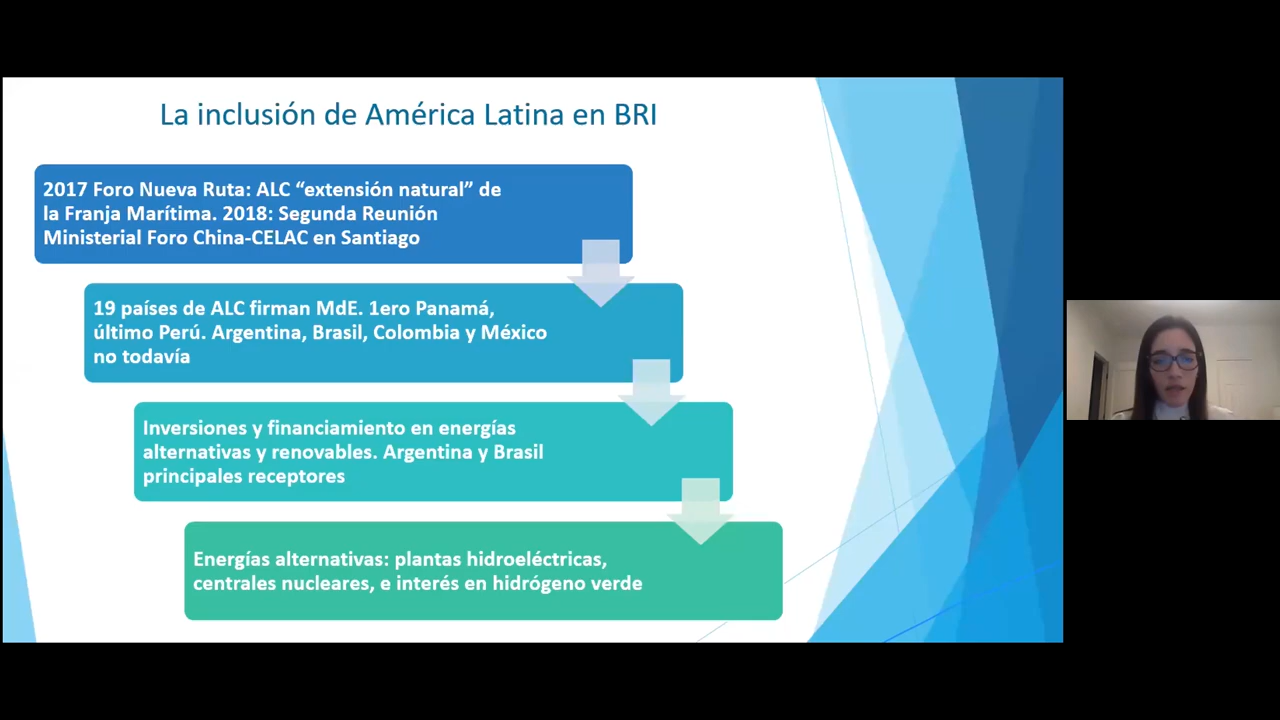 La inclusión de América Latina en BRI
2017 Foro Nueva Ruta: ALC “extensión natural” de
la Franja Marítima. 2018: Segunda Reunión
Ministerial Foro China-CELAC en Santiago
19 países de ALC firman MdE. 1ero Panamá,
último Perú. Argentina, Brasil, Colombia y México
no todavía
Inversiones y financiamiento en energías
alternativas y renovables. Argentina y Brasil
principales receptores
Energías alternativas: plantas hidroeléctricas,
centrales nucleares, e interés en hidrógeno verde